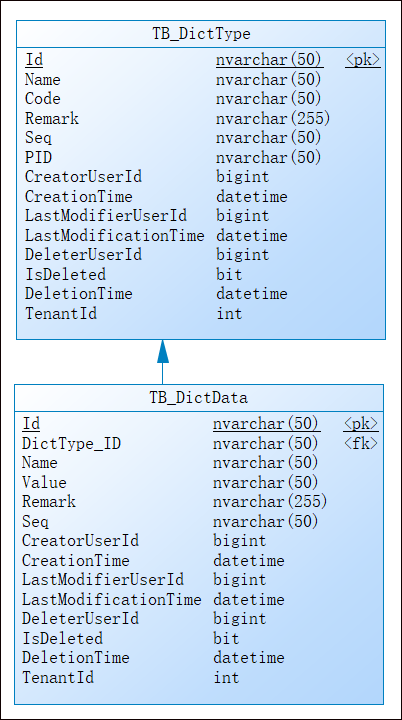 TB_DictType
Id nvarchar(50) <pk>
Name nvarchar(50)
Code nvarchar(50)
Remark nvarchar(255)
Seq nvarchar(50)
PID nvarchar(50)
CreatorUserId bigint
CreationTime datetime
LastModifierUserId bigint
LastModificationTime datetime
DeleterUserId bigint
IsDeleted bit
DeletionTime datetime
TenantId int
TB_DictData
Id nvarchar(50) <pk>
DictType_ID nvarchar(50) <fk>
Name nvarchar(50)
Value nvarchar(50)
Remark nvarchar(255)
Seq nvarchar(50)
CreatorUserId bigint
CreationTime datetime
LastModifierUserId bigint
LastModificationTime datetime
DeleterUserId bigint
IsDeleted bit
DeletionTime datetime
TenantId int